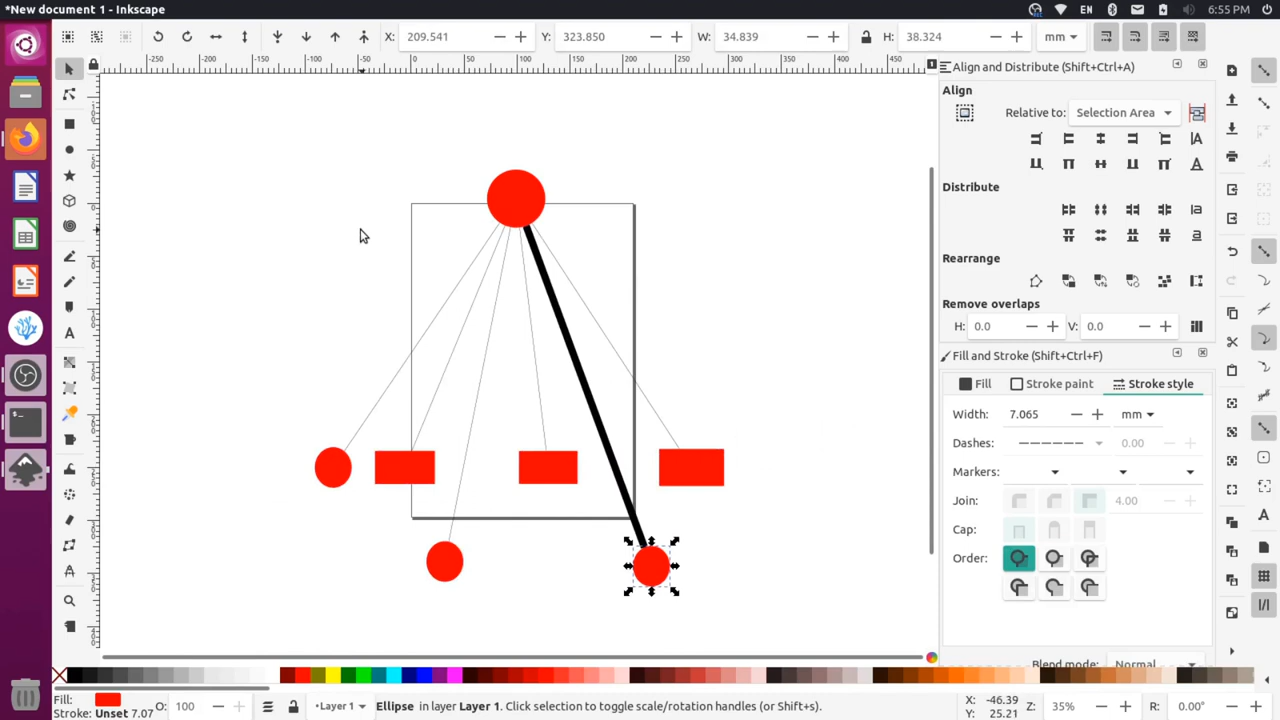 *New document 1 - Inkscape
EN
6:55 PM
X: 209.541 Y: 323.850 W: 34.839 H: 38.324 mm
-250 -200 -150 -100 -50 0 50 100 150 200 250 300 350 400 450
Align and Distribute (Shift+Ctrl+A)
Align
Relative to: Selection Area
Distribute
Rearrange
Remove overlaps
H: 0.0 V: 0.0
Fill and Stroke (Shift+Ctrl+F)
Fill Stroke paint Stroke style
Width: 7.065 mm
Dashes: 0.00
Markers:
Join: 4.00
Cap:
Order:
Blend mode: Normal
Fill:
Stroke: Unset 7.07
O: 100
•Layer 1
Ellipse in layer Layer 1. Click selection to toggle scale/rotation handles (or Shift+s).
X: -46.39
Y: 25.21
Z: 35%
R: 0.00°